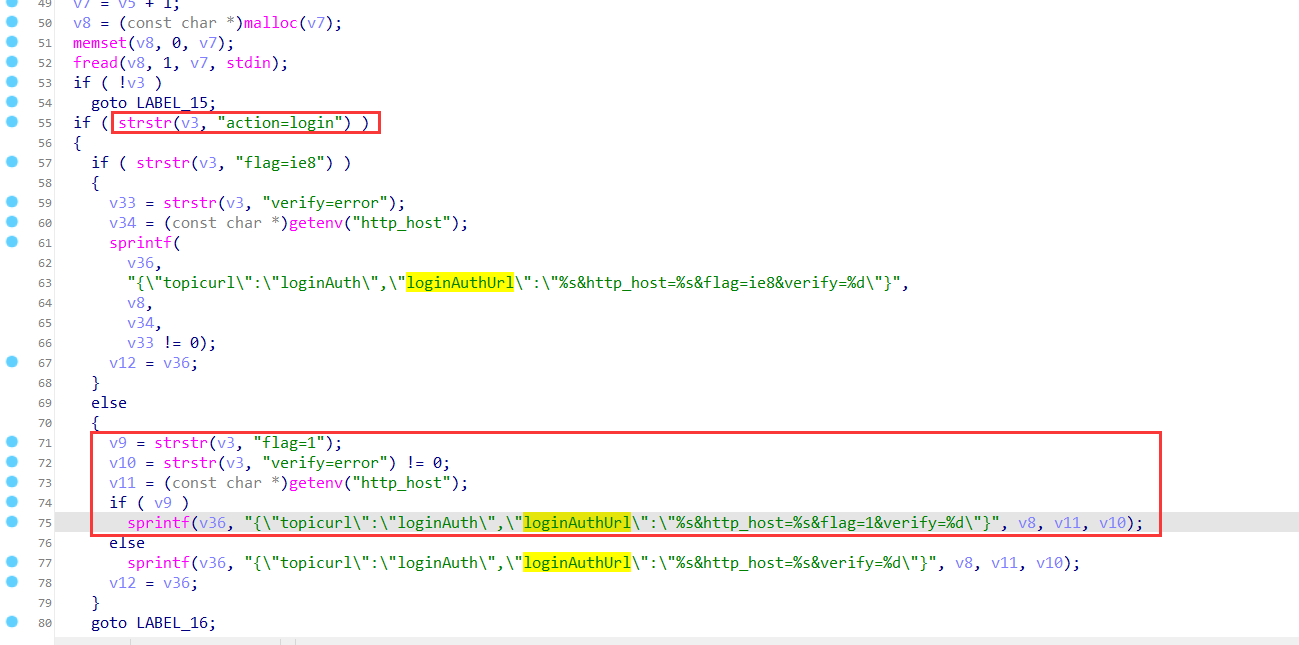 49 v7 = v5 + 1;
50 v8 = (const char *)malloc(v7);
51 memset(v8, 0, v7);
52 fread(v8, 1, v7, stdin);
53 if ( !v3 )
54 goto LABEL_15;
55 if ( strstr(v3, "action=login") )
56 {
57 if ( strstr(v3, "flag=ie8") )
58 {
59 v33 = strstr(v3, "verify=error");
60 v34 = (const char *)getenv("http_host");
61 sprintf(
62 v36,
63 "{\"topicurl\":\"loginAuth\",\"loginAuthUrl\":\"%s&http_host=%s&flag=ie8&verify=%d\"}",
64 v8,
65 v34,
66 v33 != 0);
67 v12 = v36;
68 }
69 else
70 {
71 v9 = strstr(v3, "flag=1");
72 v10 = strstr(v3, "verify=error") != 0;
73 v11 = (const char *)getenv("http_host");
74 if ( v9 )
75 sprintf(v36, "{\"topicurl\":\"loginAuth\",\"loginAuthUrl\":\"%s&http_host=%s&flag=1&verify=%d\"}", v8, v11, v10);
76 else
77 sprintf(v36, "{\"topicurl\":\"loginAuth\",\"loginAuthUrl\":\"%s&http_host=%s&verify=%d\"}", v8, v11, v10);
78 v12 = v36;
79 }
80 goto LABEL_16;